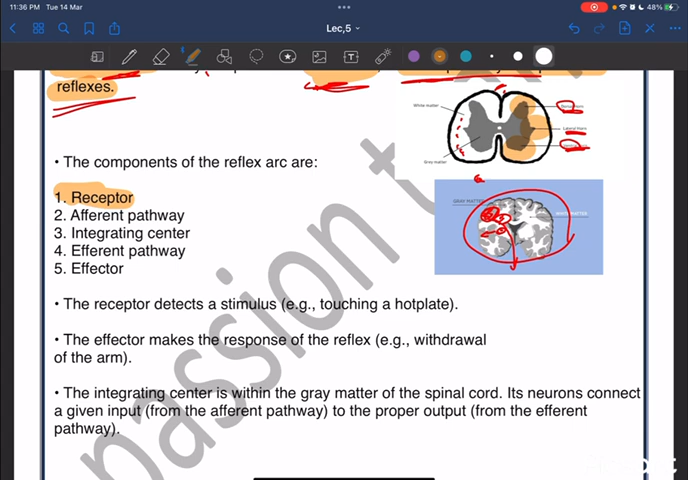 11:36 PM Tue 14 Mar
48%
Lec,5
reflexes.
White matter
Lateral Horn
Grey matter
• The components of the reflex arc are:
GRAY MATTER
1. Receptor
2. Afferent pathway
3. Integrating center
4. Efferent pathway
5. Effector
• The receptor detects a stimulus (e.g., touching a hotplate).
• The effector makes the response of the reflex (e.g., withdrawal
of the arm).
• The integrating center is within the gray matter of the spinal cord. Its neurons connect
a given input (from the afferent pathway) to the proper output (from the efferent
pathway).
passion t